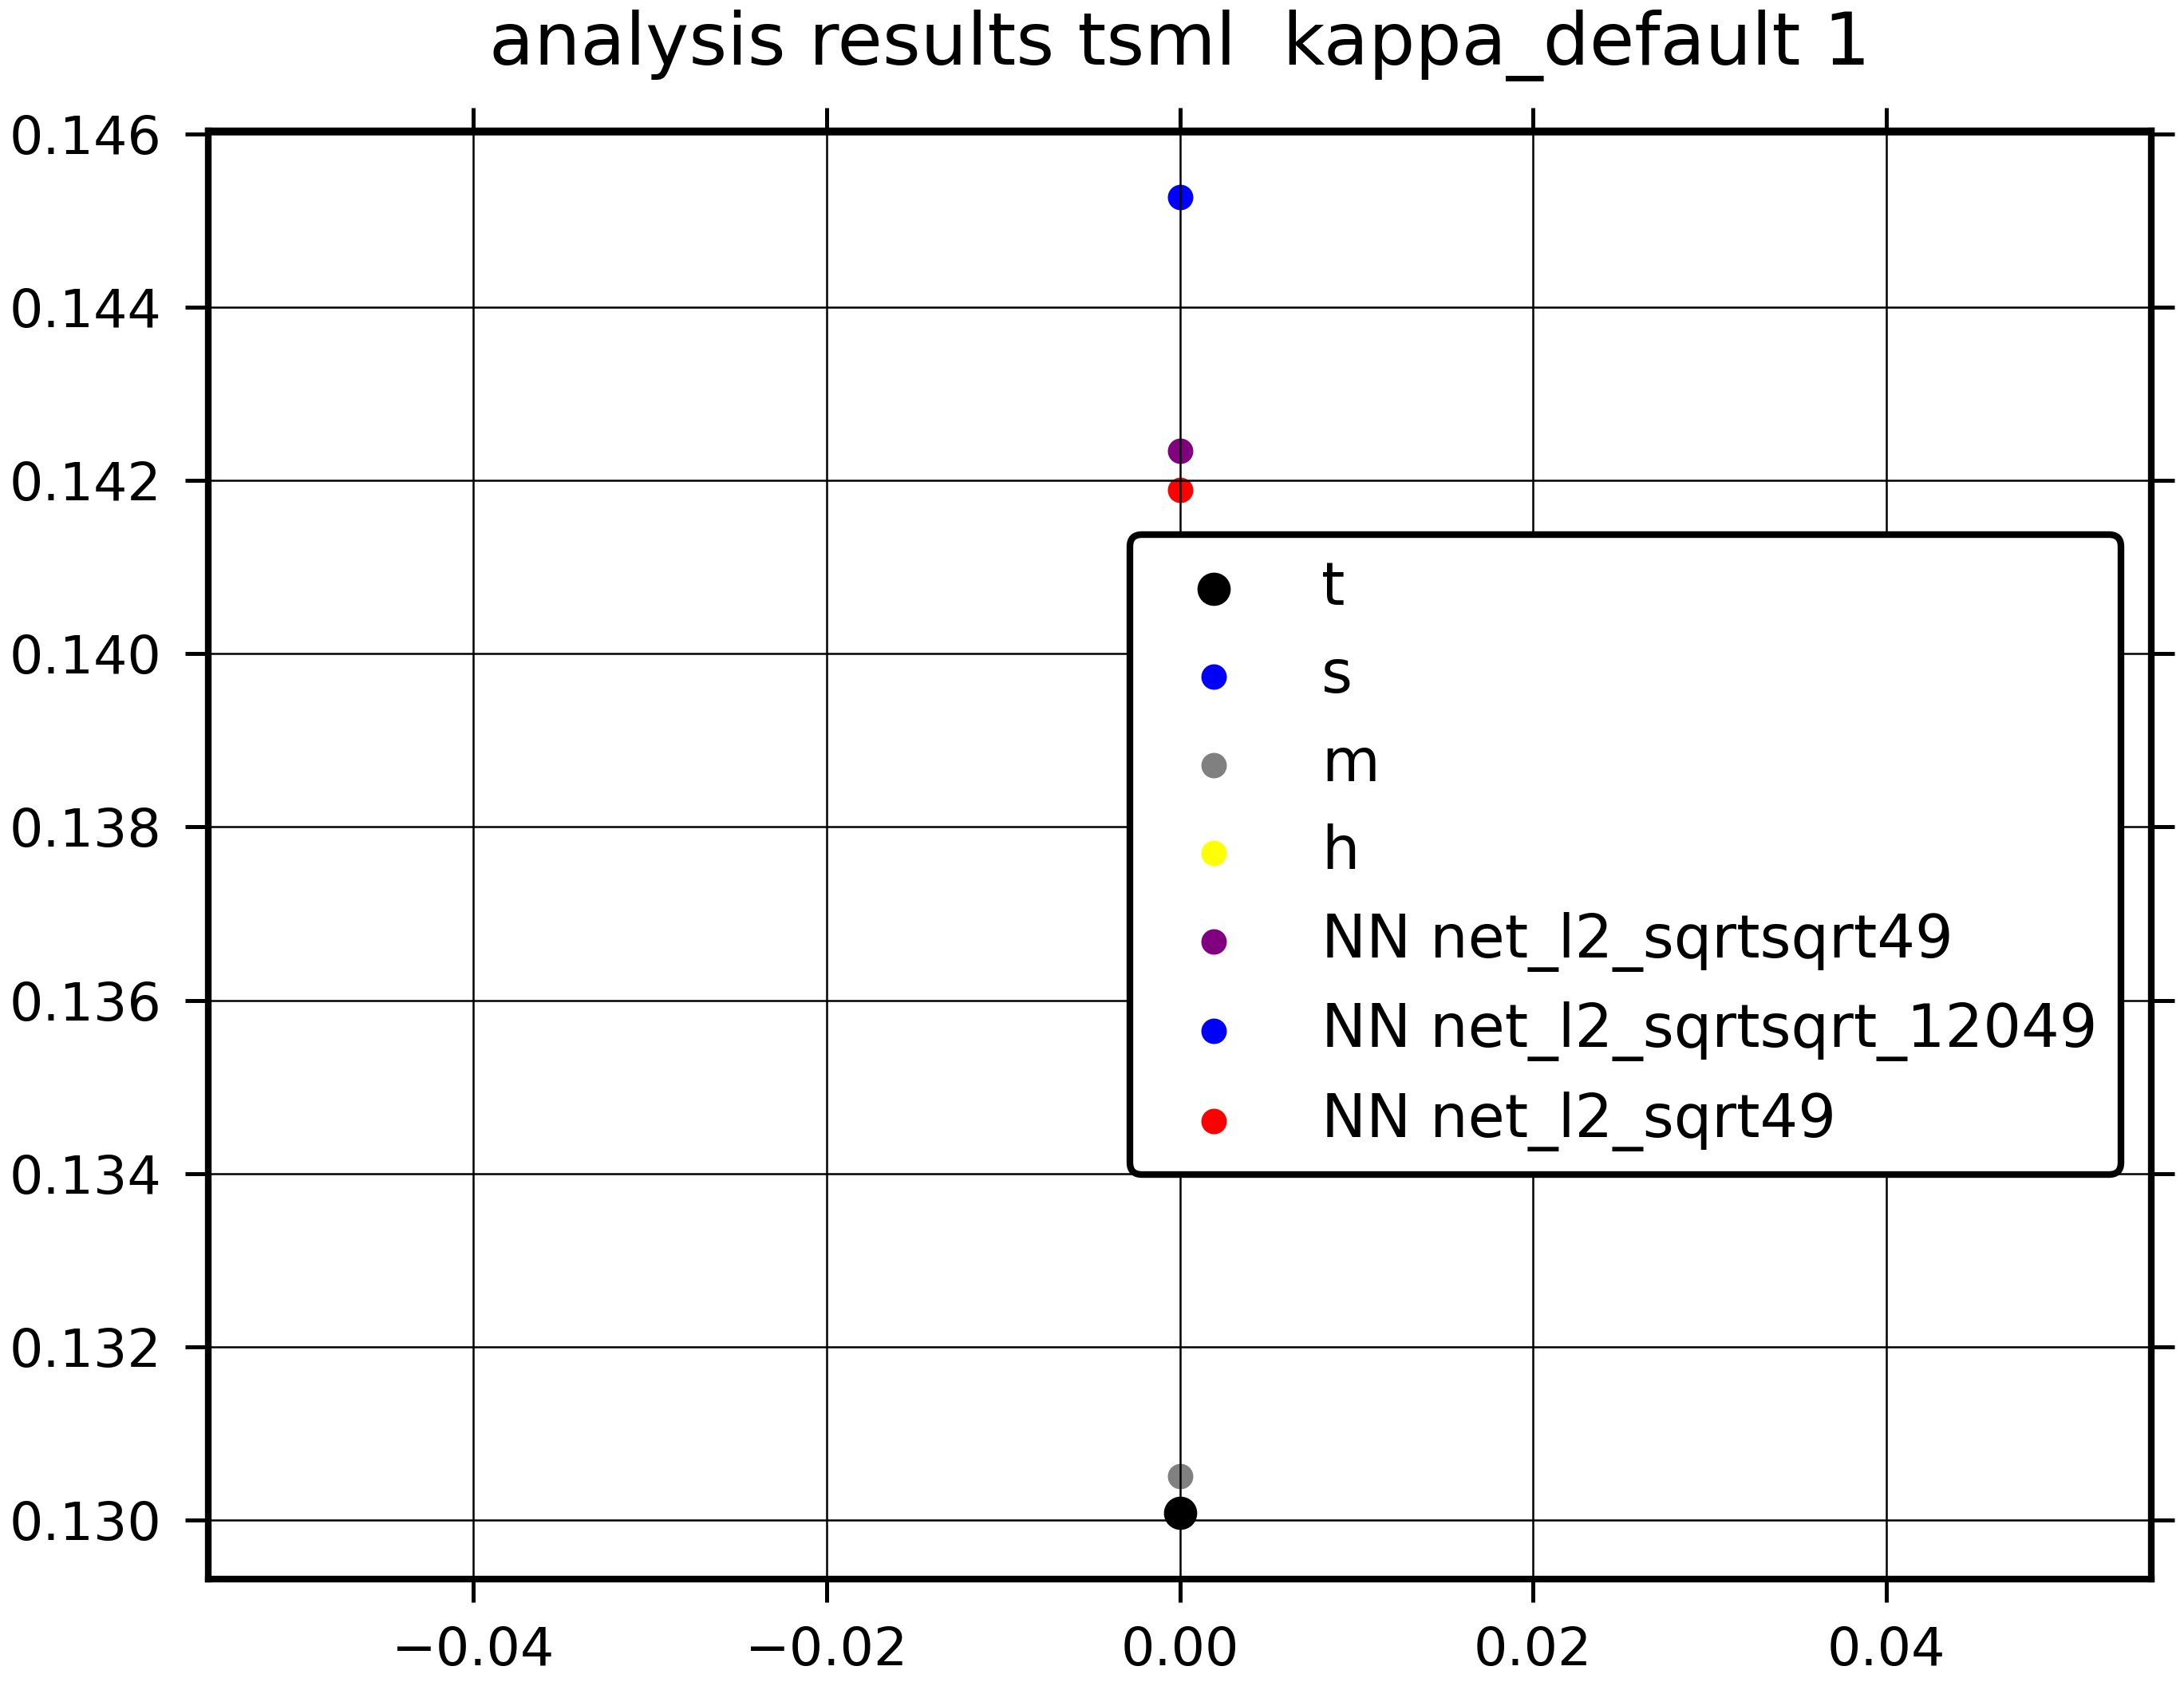 analysis results tsml  kappa_default 1
0.146
0.144
0.142
0.140
0.138
0.136
0.134
0.132
0.130
t
s
m
h
NN net_l2_sqrtsqrt49
NN net_l2_sqrtsqrt_12049
NN net_l2_sqrt49
−0.04 −0.02 0.00 0.02 0.04